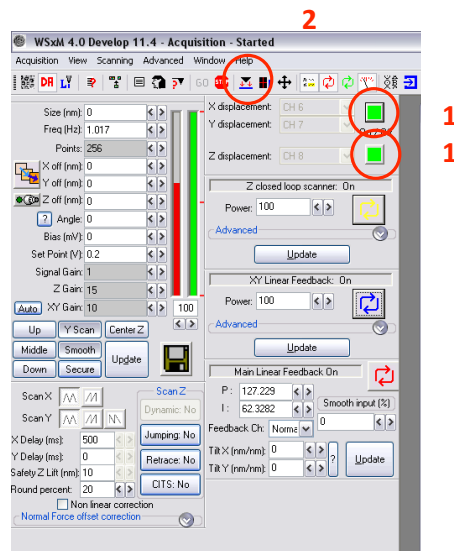 2
WSxM 4.0 Develop 11.4 - Acquisition - Started
Acquisition View Scanning Advanced Window Help
DR LY GO STOP
Size (nm): 0
Freq (Hz): 1.017
Points: 256
X off (nm): 0
Y off (nm): 0
Z off (nm): 0
? Angle: 0
Bias (mV): 0
Set Point (V): 0.2
Signal Gain: 1
Z Gain: 15
Auto XY Gain: 10
100
Up Y Scan Center Z
Middle Smooth Update
Down Secure
X displacement: CH 6
1
Y displacement: CH 7
Z displacement: CH 8
1
Z closed loop scanner: On
Power: 100
Advanced
Update
XY Linear Feedback: On
Power: 100
Advanced
Update
Main Linear Feedback On
P: 127.229
I: 62.3282
Smooth input (%)
0
Feedback Ch: Norma
Tilt X (nm/nm): 0
Tilt Y (nm/nm): 0
?
Update
Scan X
Scan Y
X Delay (ms): 500
Y Delay (ms): 0
Safety Z Lift (nm): 10
Round percent: 20
Non linear correction
Normal Force offset correction
Scan Z
Dynamic: No
Jumping: No
Retrace: No
CITS: No